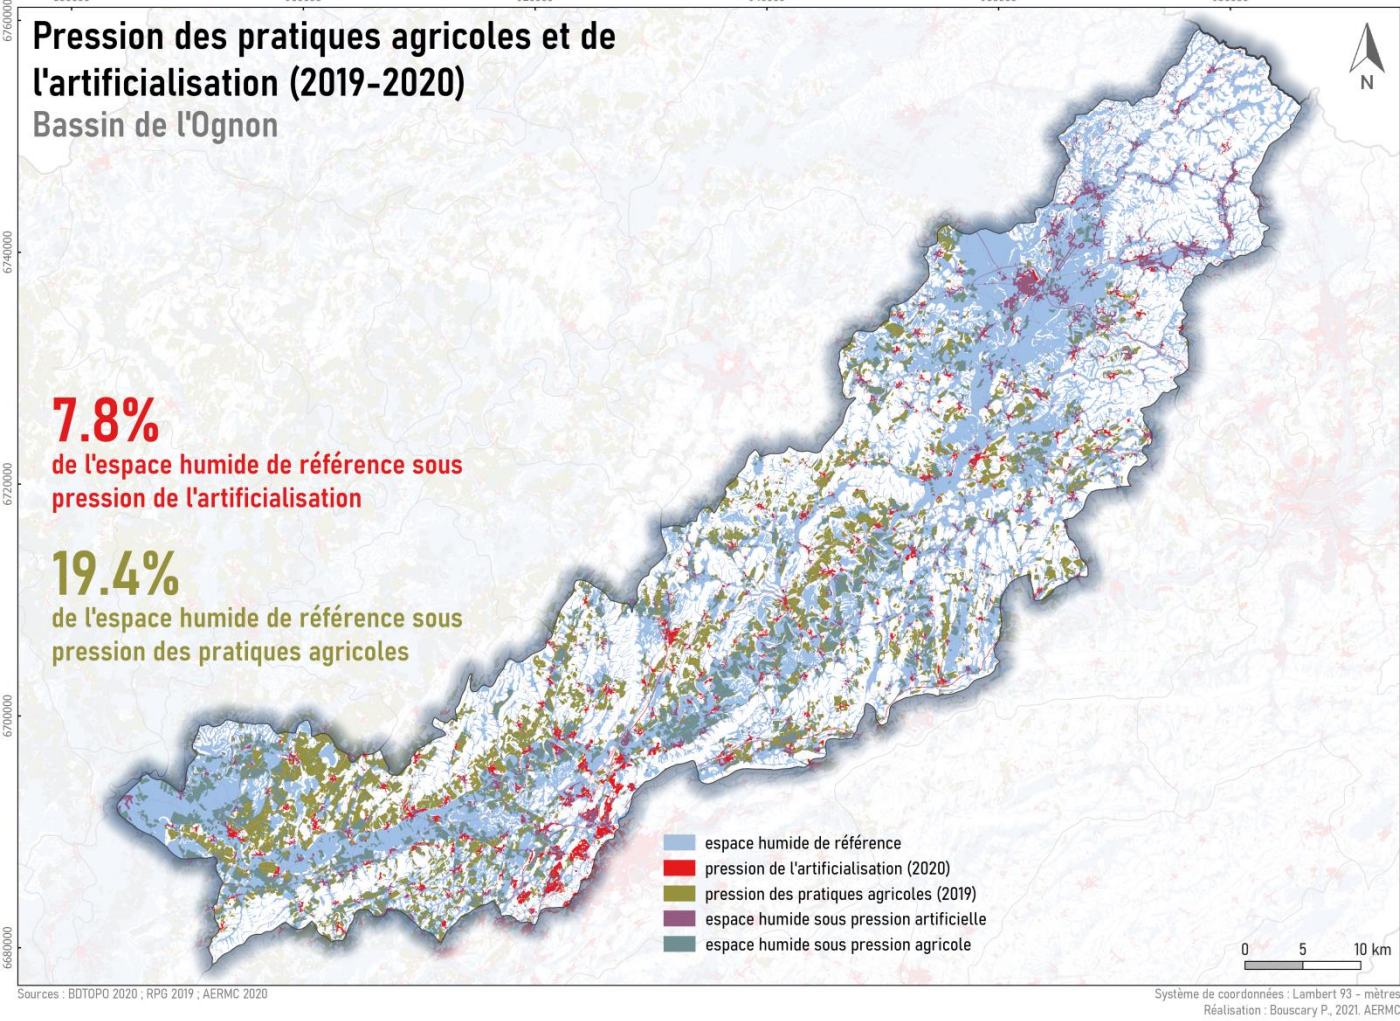 Pression des pratiques agricoles et de
l'artificialisation (2019-2020)
Bassin de l'Ognon
N
6760000
6740000
6720000
6700000
6680000
7.8%
de l'espace humide de référence sous
pression de l'artificialisation
19.4%
de l'espace humide de référence sous
pression des pratiques agricoles
espace humide de référence
pression de l'artificialisation (2020)
pression des pratiques agricoles (2019)
espace humide sous pression artificielle
espace humide sous pression agricole
0 5 10 km
Sources : BDTOPO 2020 ; RPG 2019 ; AERMC 2020
Système de coordonnées : Lambert 93 - mètres
Réalisation : Bouscary P., 2021. AERMC